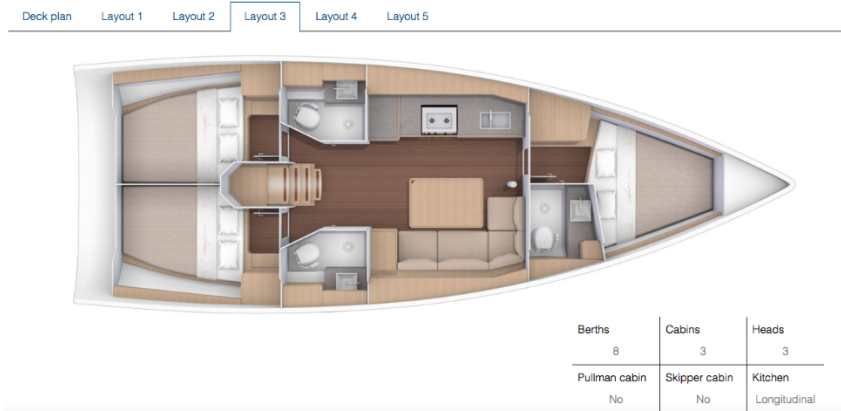 Deck plan Layout 1 Layout 2 Layout 3 Layout 4 Layout 5
Berths Cabins Heads
8 3 3
Pullman cabin Skipper cabin Kitchen
No No Longitudinal